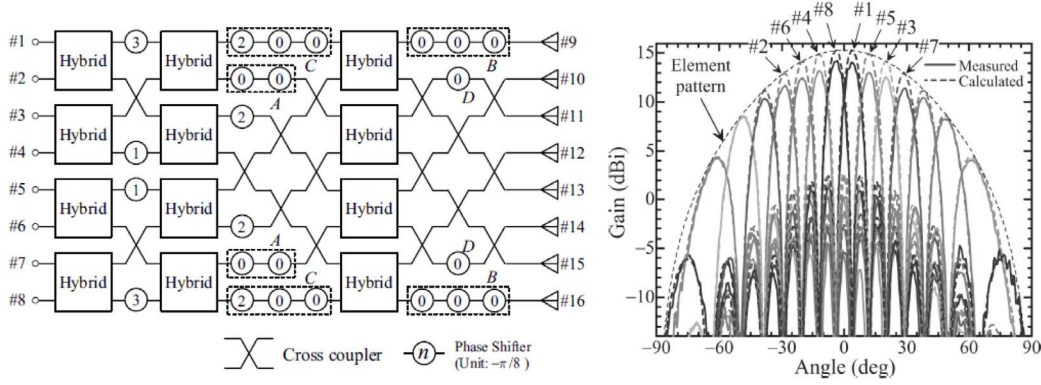 #1 Hybrid 3 Hybrid 2 0 0 Hybrid 0 0 0 #9
#2 0 0 C 0 B #10
A D
#3 Hybrid Hybrid 2 Hybrid #11
#4 1 #12
#5 Hybrid 1 Hybrid Hybrid #13
#6 2 #14
A D
#7 Hybrid Hybrid 0 0 C Hybrid 0 B #15
#8 3 2 0 0 0 0 0 #16
Cross coupler n Phase Shifter
(Unit: −π/8 )
#8 #1
#4 #5
#6 #3
#2 #7
Element
pattern
Measured
Calculated
Gain (dBi)
15
10
5
0
−5
−10
−90 −60 −30 0 30 60 90
Angle (deg)